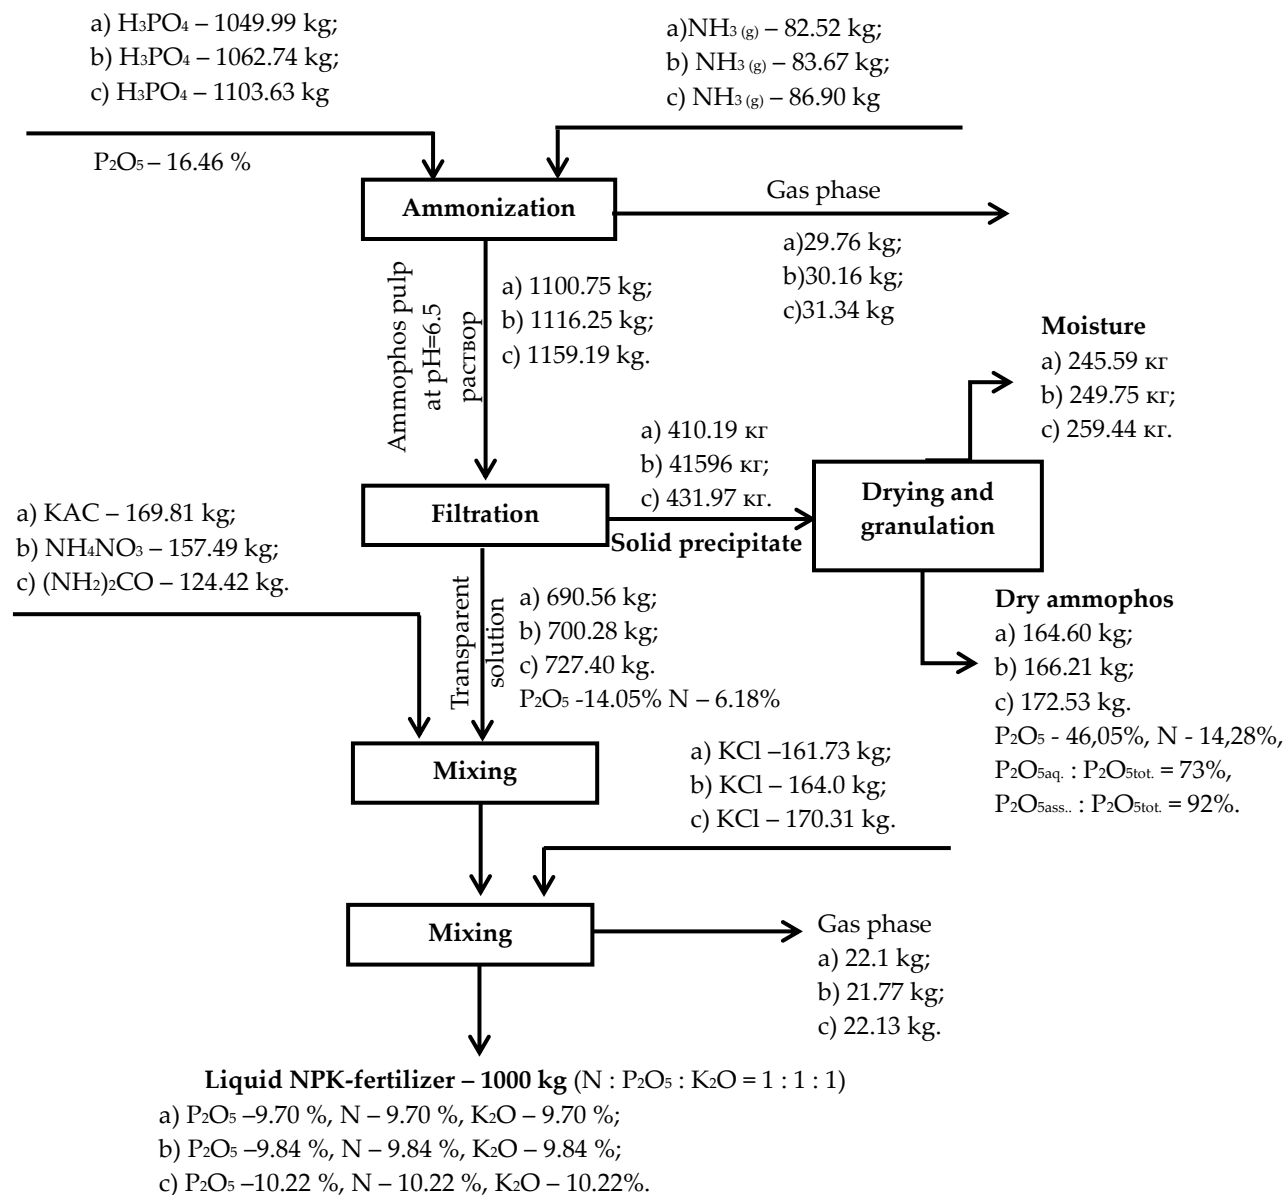 a) H₃PO₄ – 1049.99 kg;
b) H₃PO₄ – 1062.74 kg;
c) H₃PO₄ – 1103.63 kg
a)NH₃ (g) – 82.52 kg;
b) NH₃ (g) – 83.67 kg;
c) NH₃ (g) – 86.90 kg
P₂O₅ – 16.46 %
Ammonization
Gas phase
a)29.76 kg;
b)30.16 kg;
c)31.34 kg
Ammophos pulp
at pH=6.5
раствор
a) 1100.75 kg;
b) 1116.25 kg;
c) 1159.19 kg.
Moisture
a) 245.59 кг
b) 249.75 кг;
c) 259.44 кг.
a) 410.19 кг
b) 41596 кг;
c) 431.97 кг.
Solid precipitate
Filtration
Drying and
granulation
a) KAC – 169.81 kg;
b) NH₄NO₃ – 157.49 kg;
c) (NH₂)₂CO – 124.42 kg.
Transparent
solution
a) 690.56 kg;
b) 700.28 kg;
c) 727.40 kg.
P₂O₅ -14.05% N – 6.18%
Dry ammophos
a) 164.60 kg;
b) 166.21 kg;
c) 172.53 kg.
P₂O₅ - 46,05%, N - 14,28%,
P₂O₅aq. : P₂O₅tot. = 73%,
P₂O₅ass.. : P₂O₅tot. = 92%.
Mixing
a) KCl –161.73 kg;
b) KCl – 164.0 kg;
c) KCl – 170.31 kg.
Mixing
Gas phase
a) 22.1 kg;
b) 21.77 kg;
c) 22.13 kg.
Liquid NPK-fertilizer – 1000 kg (N : P₂O₅ : K₂O = 1 : 1 : 1)
a) P₂O₅ –9.70 %, N – 9.70 %, K₂O – 9.70 %;
b) P₂O₅ –9.84 %, N – 9.84 %, K₂O – 9.84 %;
c) P₂O₅ –10.22 %, N – 10.22 %, K₂O – 10.22%.